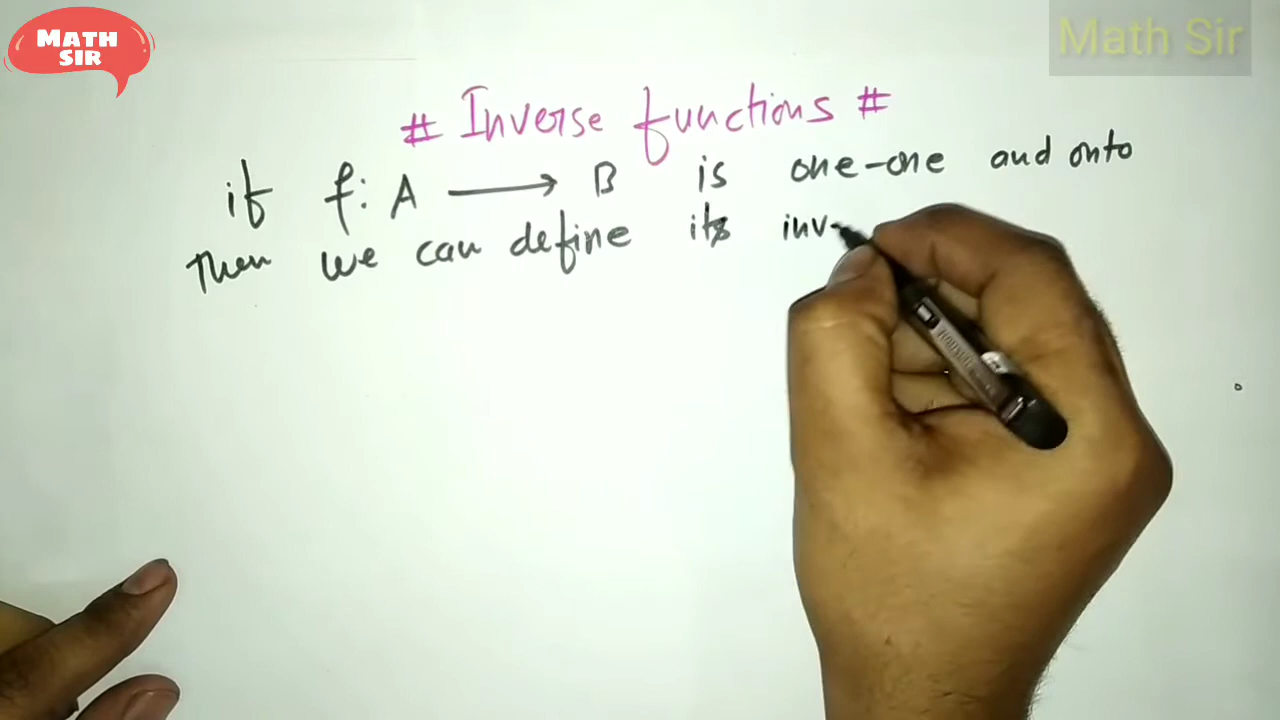 MATH
SIR
Math Sir
# Inverse functions #
if f: A ⟶ B is one-one and onto
Then we can define its inv